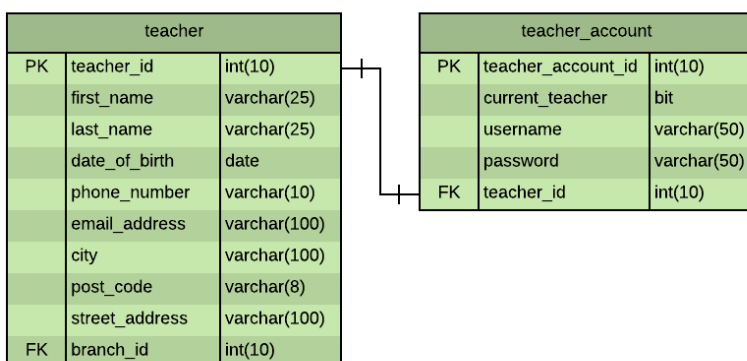 teacher
PK teacher_id int(10)
first_name varchar(25)
last_name varchar(25)
date_of_birth date
phone_number varchar(10)
email_address varchar(100)
city varchar(100)
post_code varchar(8)
street_address varchar(100)
FK branch_id int(10)
teacher_account
PK teacher_account_id int(10)
current_teacher bit
username varchar(50)
password varchar(50)
FK teacher_id int(10)